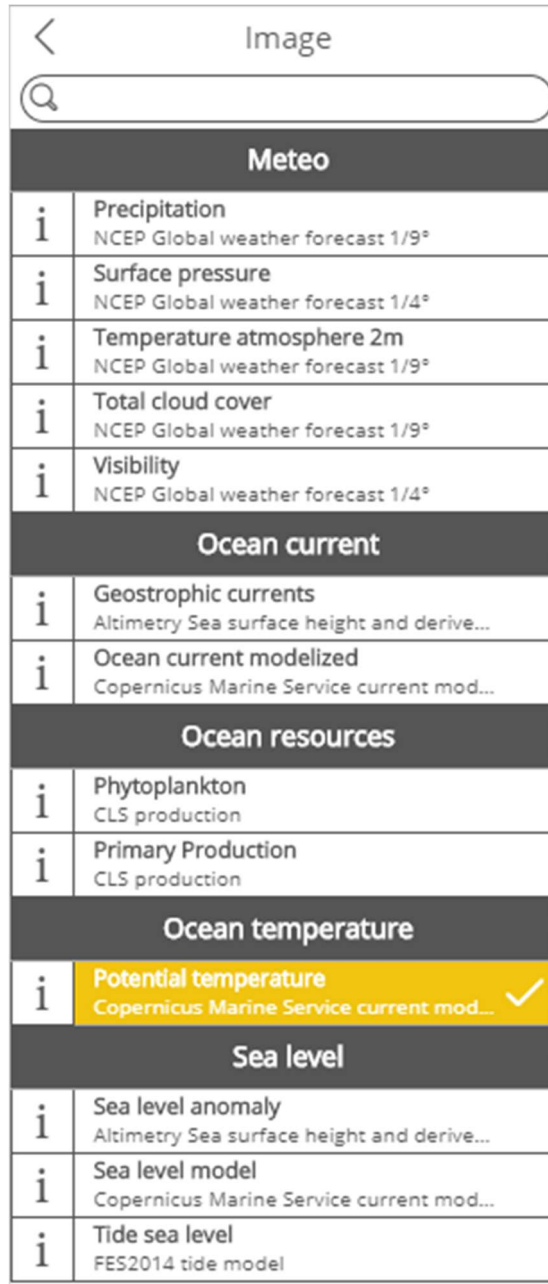 Image
Meteo
i
Precipitation
NCEP Global weather forecast 1/9°
i
Surface pressure
NCEP Global weather forecast 1/4°
i
Temperature atmosphere 2m
NCEP Global weather forecast 1/9°
i
Total cloud cover
NCEP Global weather forecast 1/9°
i
Visibility
NCEP Global weather forecast 1/4°
Ocean current
i
Geostrophic currents
Altimetry Sea surface height and derive...
i
Ocean current modelized
Copernicus Marine Service current mod...
Ocean resources
i
Phytoplankton
CLS production
i
Primary Production
CLS production
Ocean temperature
i
Potential temperature
Copernicus Marine Service current mod...
Sea level
i
Sea level anomaly
Altimetry Sea surface height and derive...
i
Sea level model
Copernicus Marine Service current mod...
i
Tide sea level
FES2014 tide model